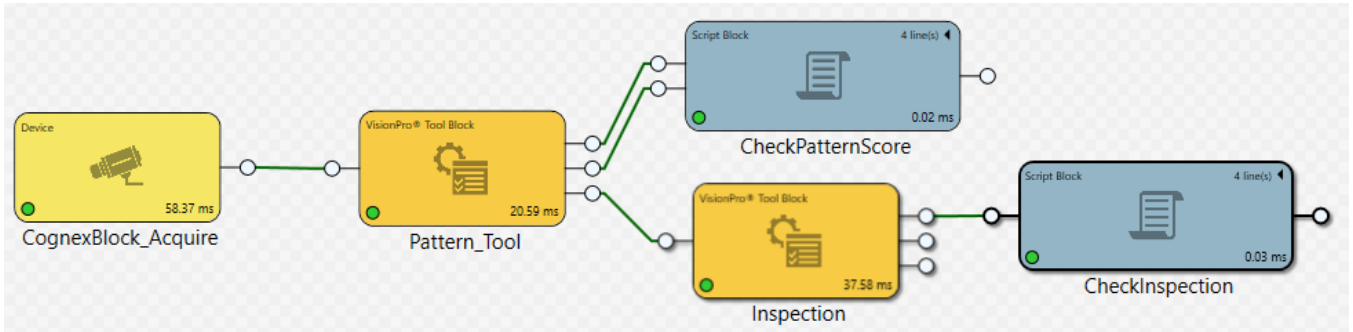 Device
58.37 ms
CognexBlock_Acquire
VisionPro® Tool Block
20.59 ms
Pattern_Tool
Script Block 4 line(s)
0.02 ms
CheckPatternScore
VisionPro® Tool Block
37.58 ms
Inspection
Script Block 4 line(s)
0.03 ms
CheckInspection